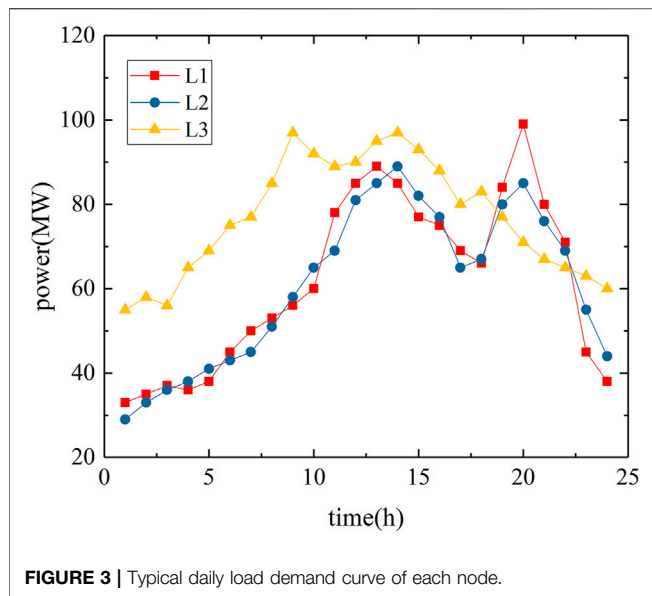 120
100
80
60
40
20
power(MW)
L1
L2
L3
0 5 10 15 20 25
time(h)
FIGURE 3 | Typical daily load demand curve of each node.